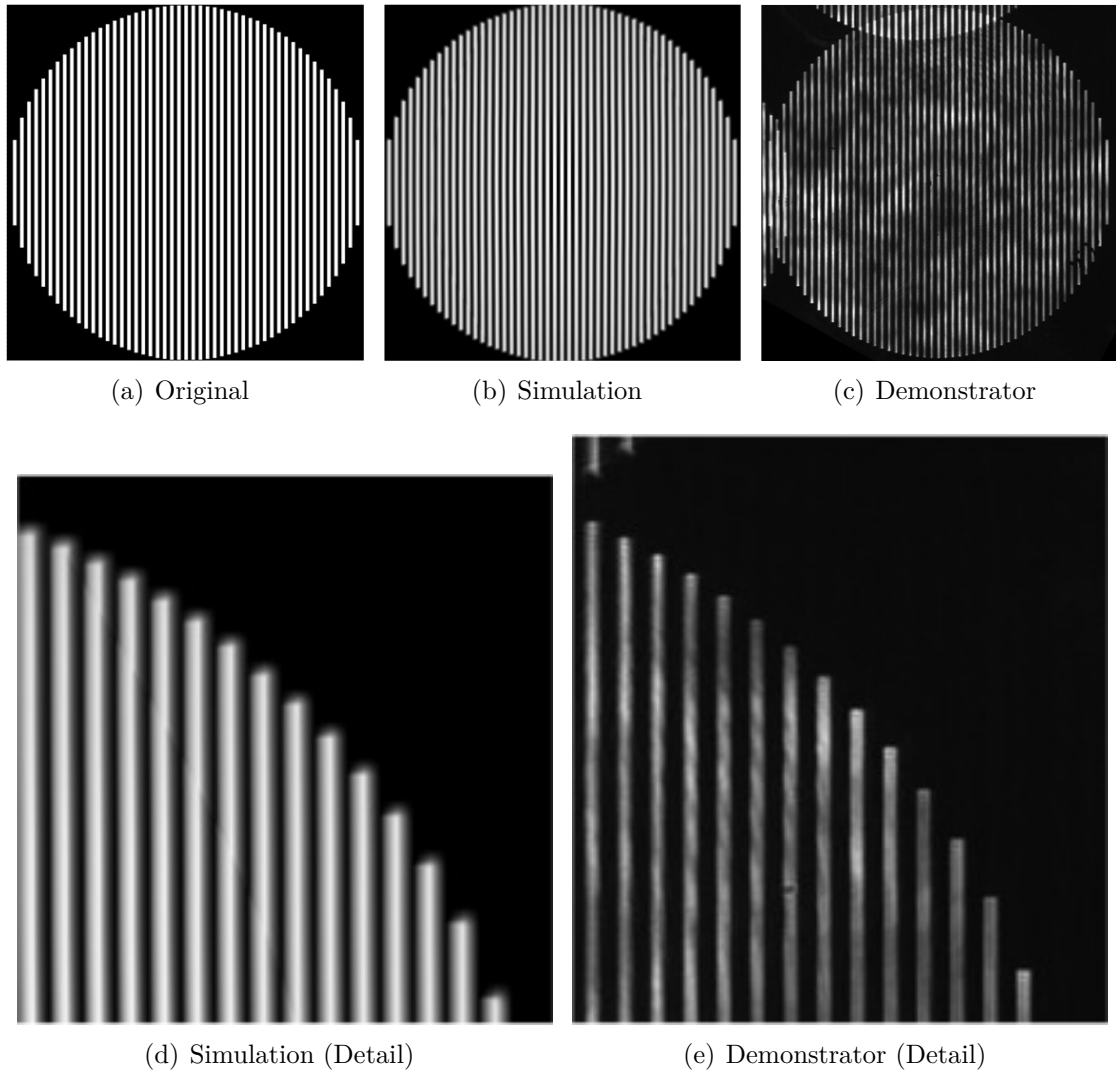 (a) Original
(b) Simulation
(c) Demonstrator
(d) Simulation (Detail)
(e) Demonstrator (Detail)